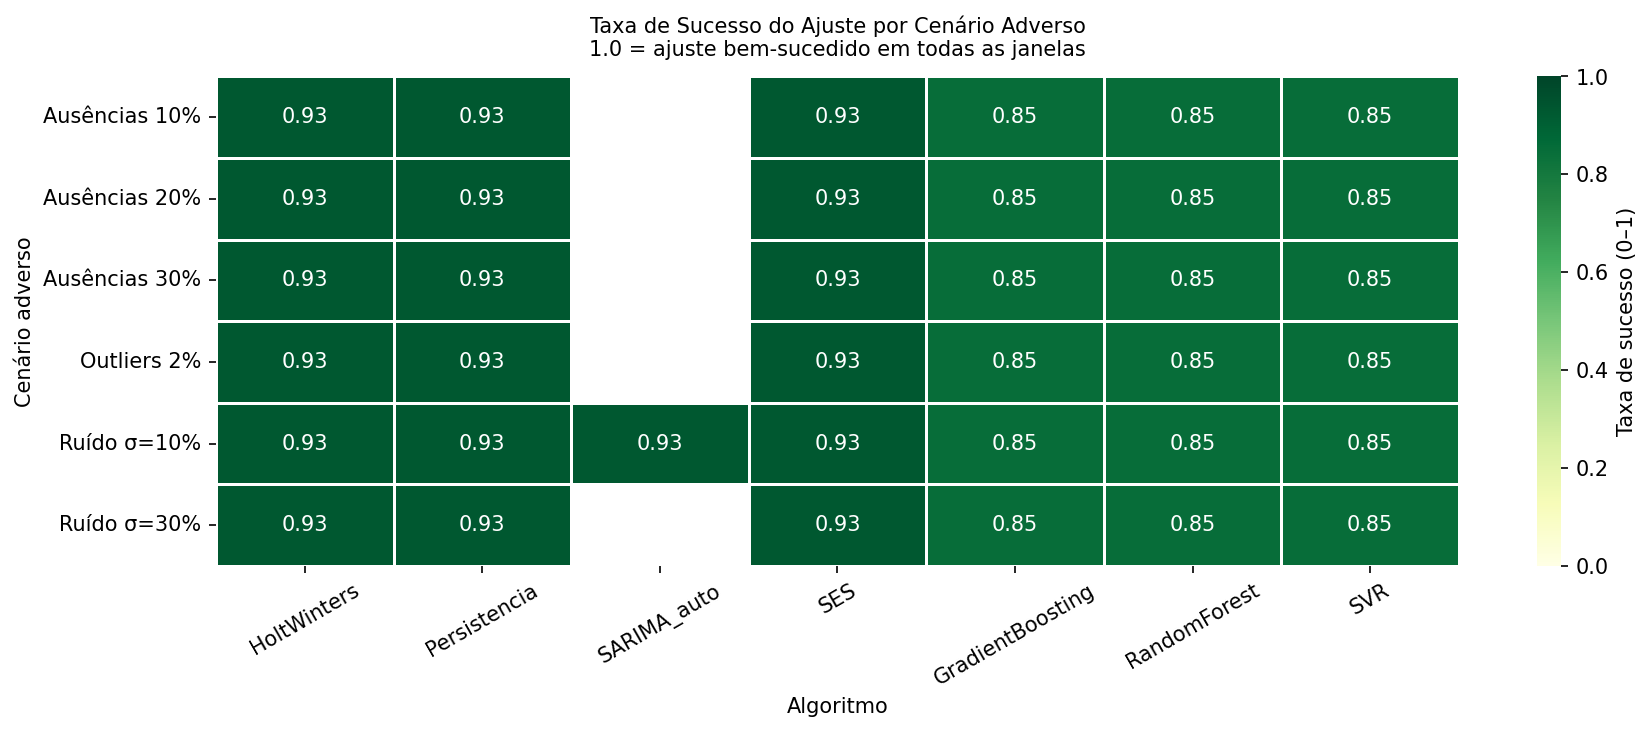 Taxa de Sucesso do Ajuste por Cenário Adverso
1.0 = ajuste bem-sucedido em todas as janelas
Cenário adverso
Ausências 10% 0.93 0.93 0.93 0.85 0.85 0.85
Ausências 20% 0.93 0.93 0.93 0.85 0.85 0.85
Ausências 30% 0.93 0.93 0.93 0.85 0.85 0.85
Outliers 2% 0.93 0.93 0.93 0.85 0.85 0.85
Ruído σ=10% 0.93 0.93 0.93 0.93 0.85 0.85 0.85
Ruído σ=30% 0.93 0.93 0.93 0.85 0.85 0.85
HoltWinters Persistencia SARIMA_auto SES GradientBoosting RandomForest SVR
Algoritmo
1.0
0.8
0.6
0.4
0.2
0.0
Taxa de sucesso (0–1)